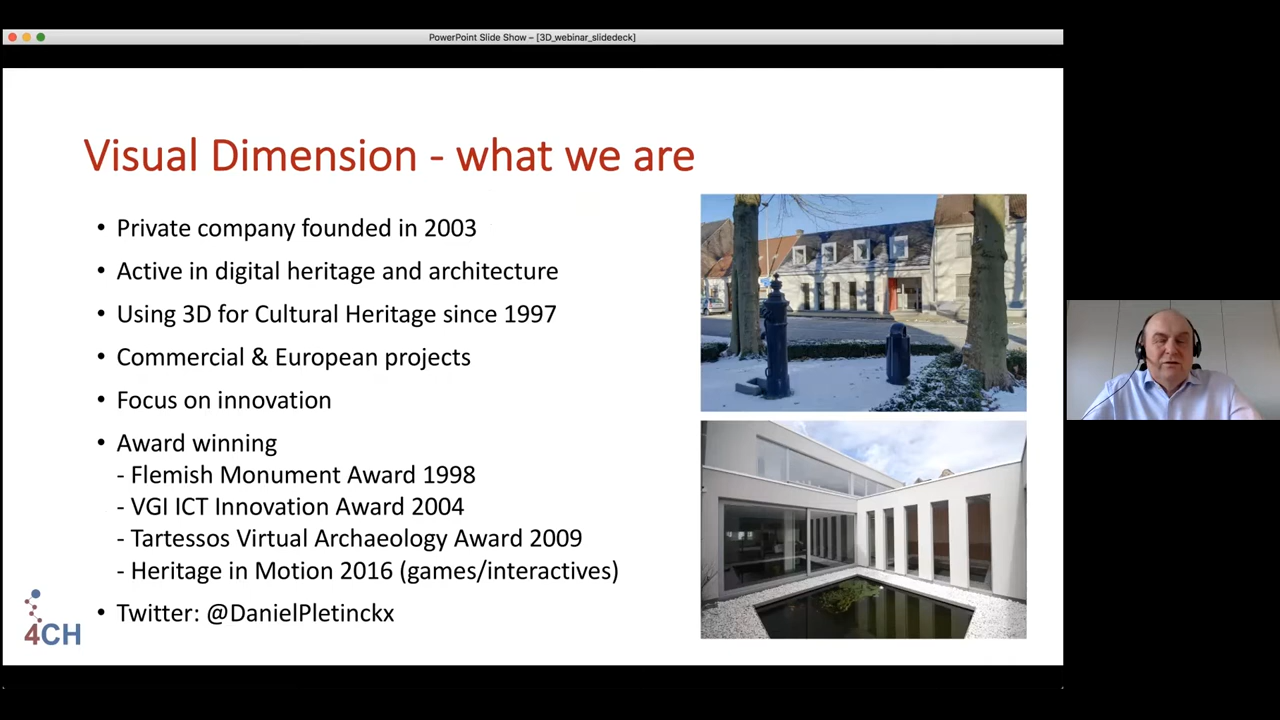 PowerPoint Slide Show – [3D_webinar_slidedeck]
Visual Dimension - what we are
• Private company founded in 2003
• Active in digital heritage and architecture
• Using 3D for Cultural Heritage since 1997
• Commercial & European projects
• Focus on innovation
• Award winning
- Flemish Monument Award 1998
- VGI ICT Innovation Award 2004
- Tartessos Virtual Archaeology Award 2009
- Heritage in Motion 2016 (games/interactives)
• Twitter: @DanielPletinckx
4CH